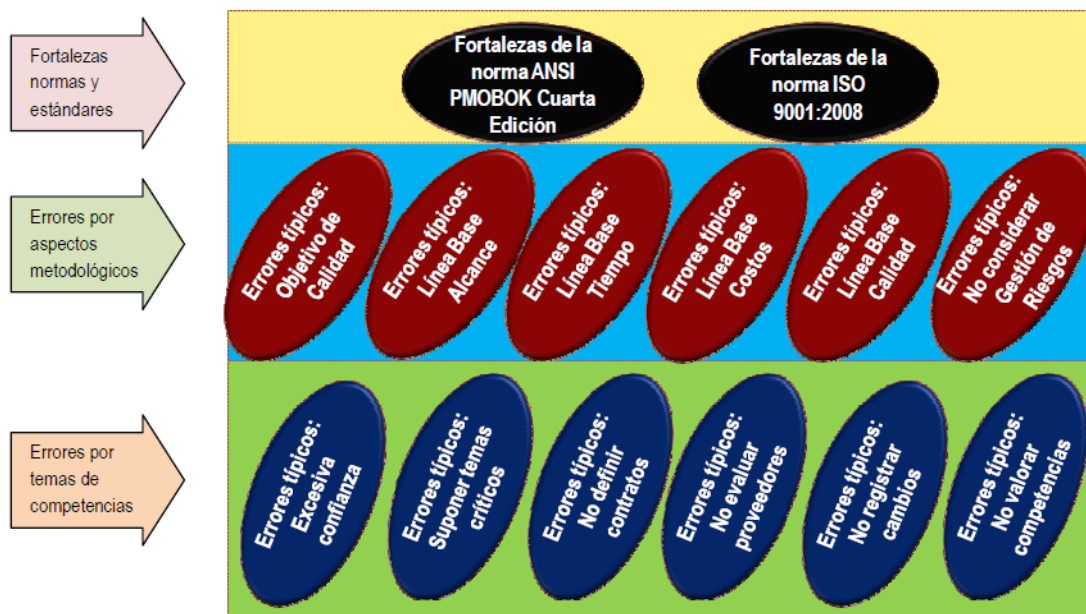 Fortalezas
normas y
estándares
Fortalezas de la
norma ANSI
PMOBOK Cuarta
Edición
Fortalezas de la
norma ISO
9001:2008
Errores por
aspectos
metodológicos
Errores típicos:
Objetivo de
Calidad
Errores típicos:
Línea Base
Alcance
Errores típicos:
Línea Base
Tiempo
Errores típicos:
Línea Base
Costos
Errores típicos:
Línea Base
Calidad
Errores típicos:
No considerar
Gestión de
Riesgos
Errores por
temas de
competencias
Errores típicos:
Excesiva
confianza
Errores típicos:
Suponer temas
críticos
Errores típicos:
No definir
contratos
Errores típicos:
No evaluar
proveedores
Errores típicos:
No registrar
cambios
Errores típicos:
No valorar
competencias